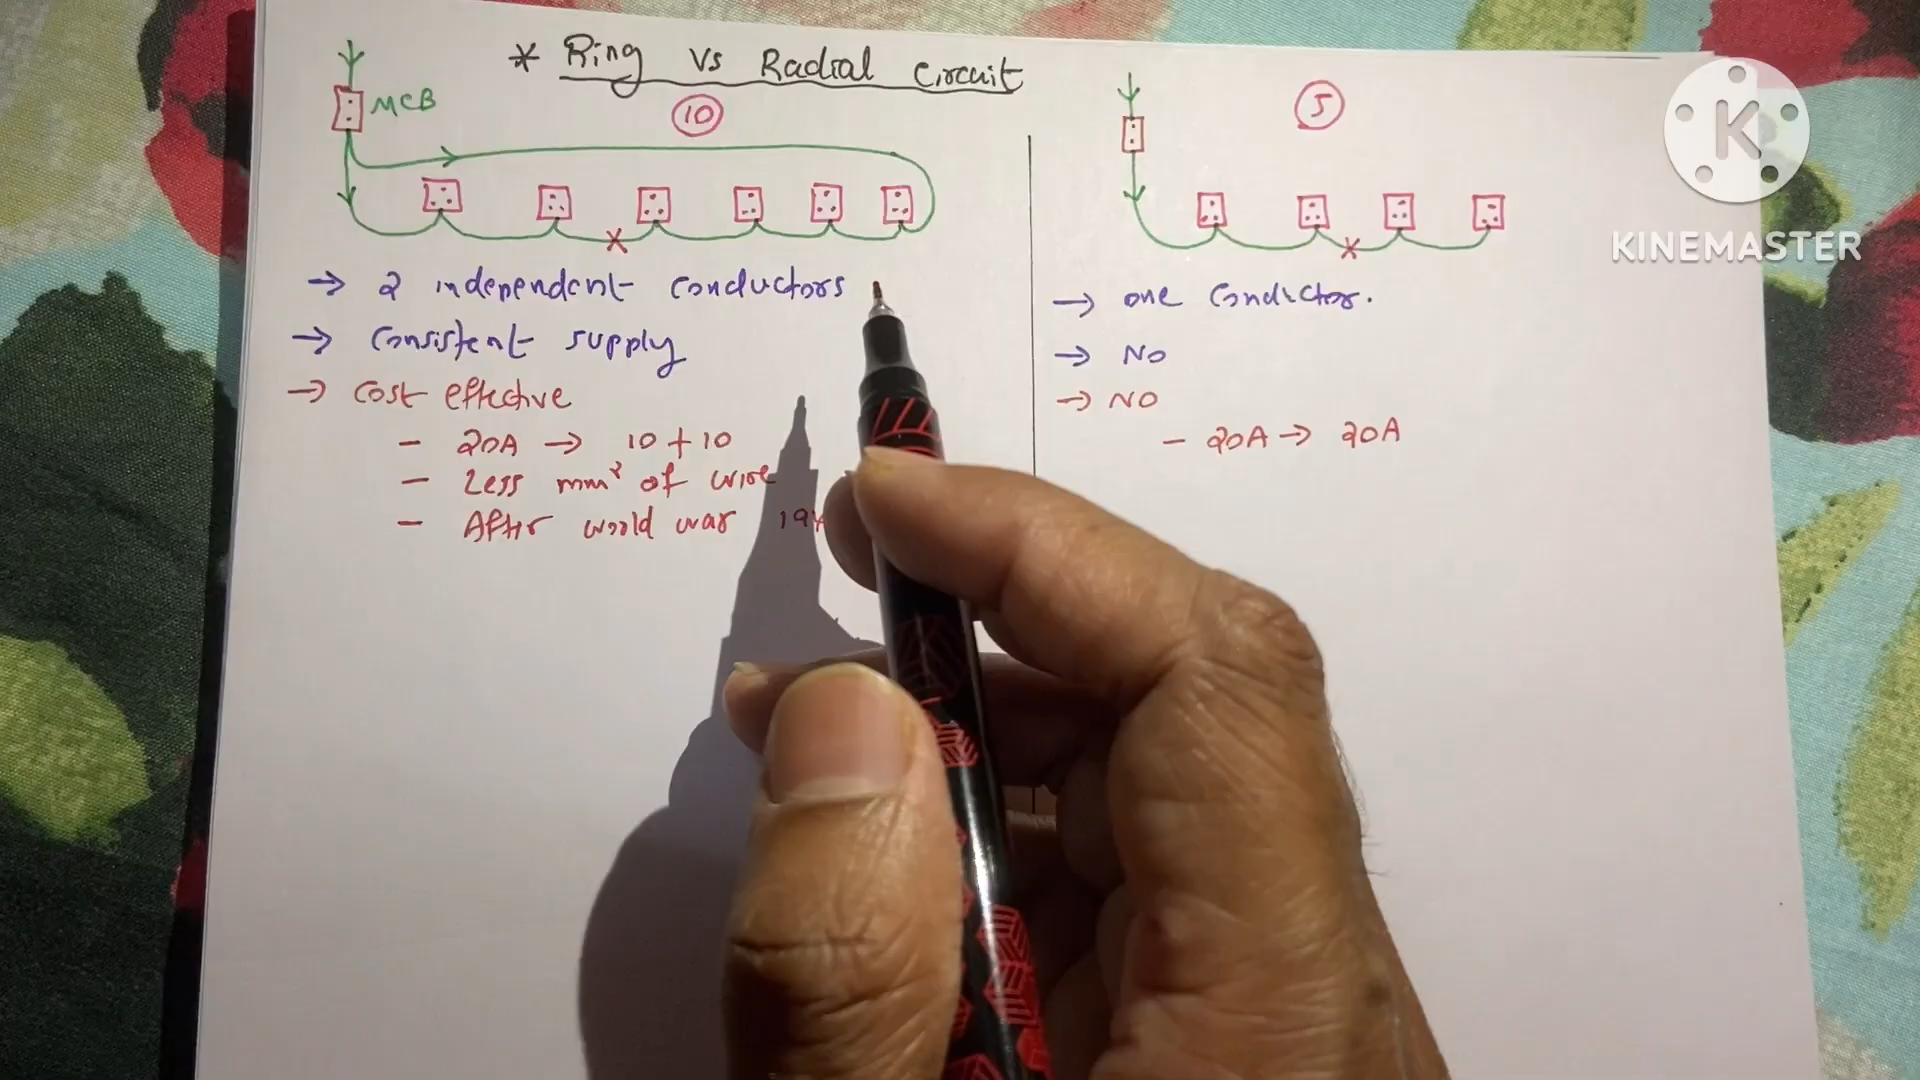 * Ring Vs Radial Circuit
MCB
10
→ 2 independent conductors
→ Consistent supply
→ Cost effective
- 20A → 10 + 10
- Less mm² of wire
- After world war
5
→ one Conductor.
→ NO
→ NO
- 20A → 20A
K
KINEMASTER